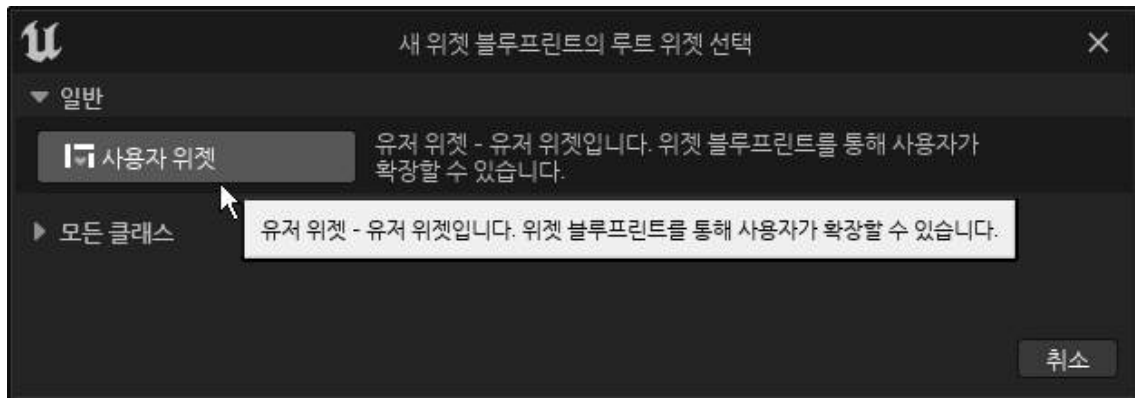 새 위젯 블루프린트의 루트 위젯 선택
일반
사용자 위젯
유저 위젯 - 유저 위젯입니다. 위젯 블루프린트를 통해 사용자가
확장할 수 있습니다.
모든 클래스
유저 위젯 - 유저 위젯입니다. 위젯 블루프린트를 통해 사용자가 확장할 수 있습니다.
취소